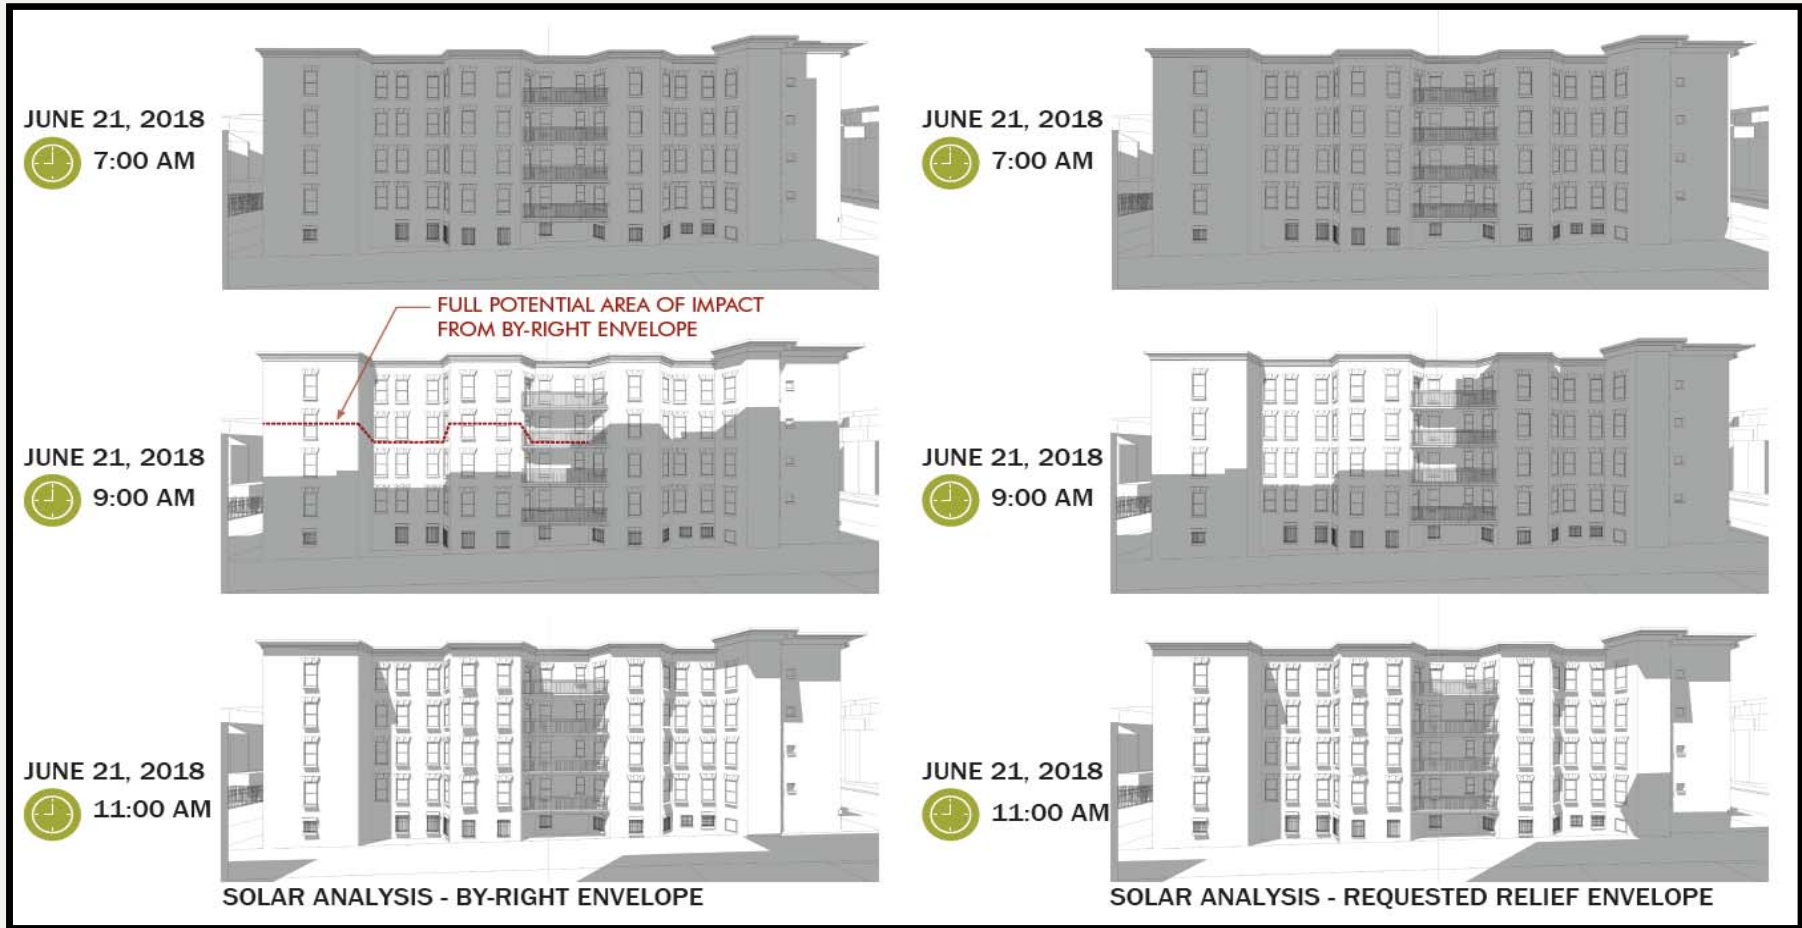 JUNE 21, 2018
7:00 AM
JUNE 21, 2018
7:00 AM
FULL POTENTIAL AREA OF IMPACT
FROM BY-RIGHT ENVELOPE
JUNE 21, 2018
9:00 AM
JUNE 21, 2018
9:00 AM
JUNE 21, 2018
11:00 AM
JUNE 21, 2018
11:00 AM
SOLAR ANALYSIS - BY-RIGHT ENVELOPE
SOLAR ANALYSIS - REQUESTED RELIEF ENVELOPE